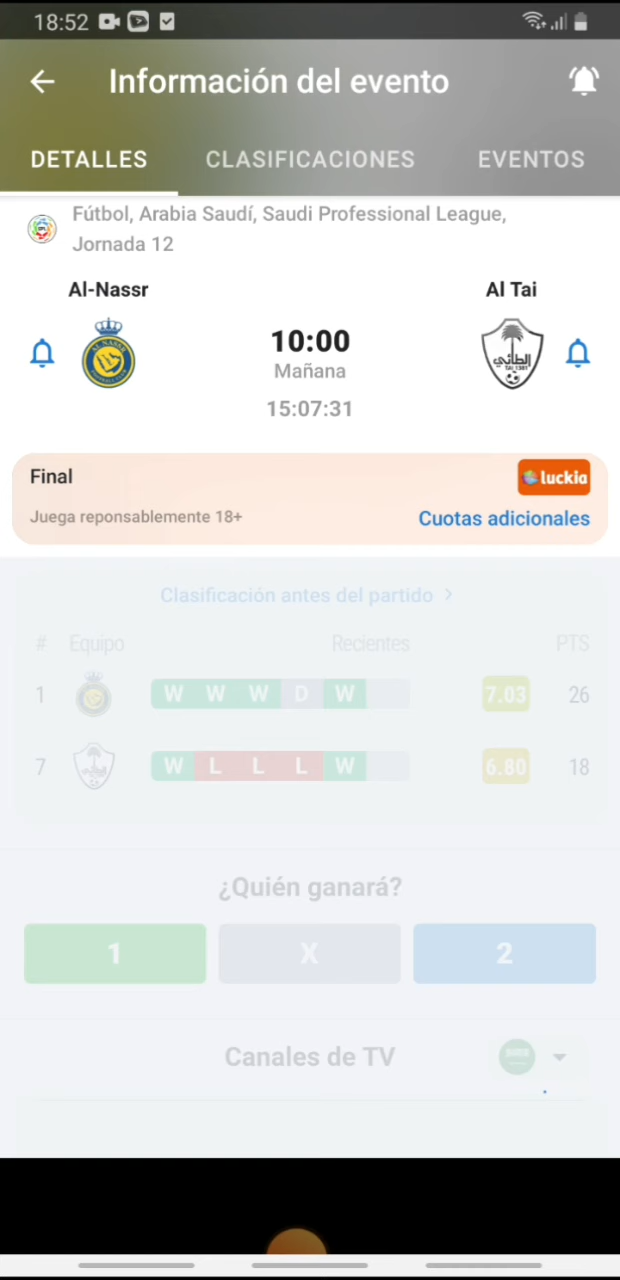 18:52
Información del evento
DETALLES CLASIFICACIONES EVENTOS
Fútbol, Arabia Saudí, Saudi Professional League,
Jornada 12
Al-Nassr Al Tai
10:00
Mañana
15:07:31
Final luckia
Juega reponsablemente 18+ Cuotas adicionales
Clasificación antes del partido >
# Equipo Recientes PTS
1 W W W D W 7.03 26
7 W L L L W 6.80 18
¿Quién ganará?
1 X 2
Canales de TV